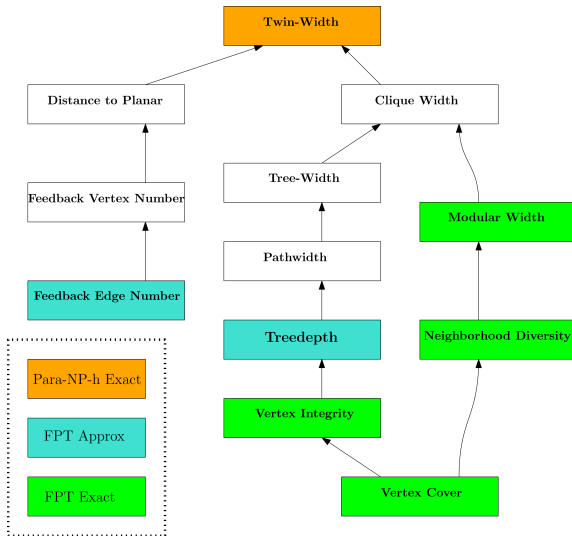 Twin-Width
Distance to Planar
Clique Width
Tree-Width
Feedback Vertex Number
Modular Width
Pathwidth
Feedback Edge Number
Treedepth
Neighborhood Diversity
Para-NP-h Exact
Vertex Integrity
FPT Approx
Vertex Cover
FPT Exact